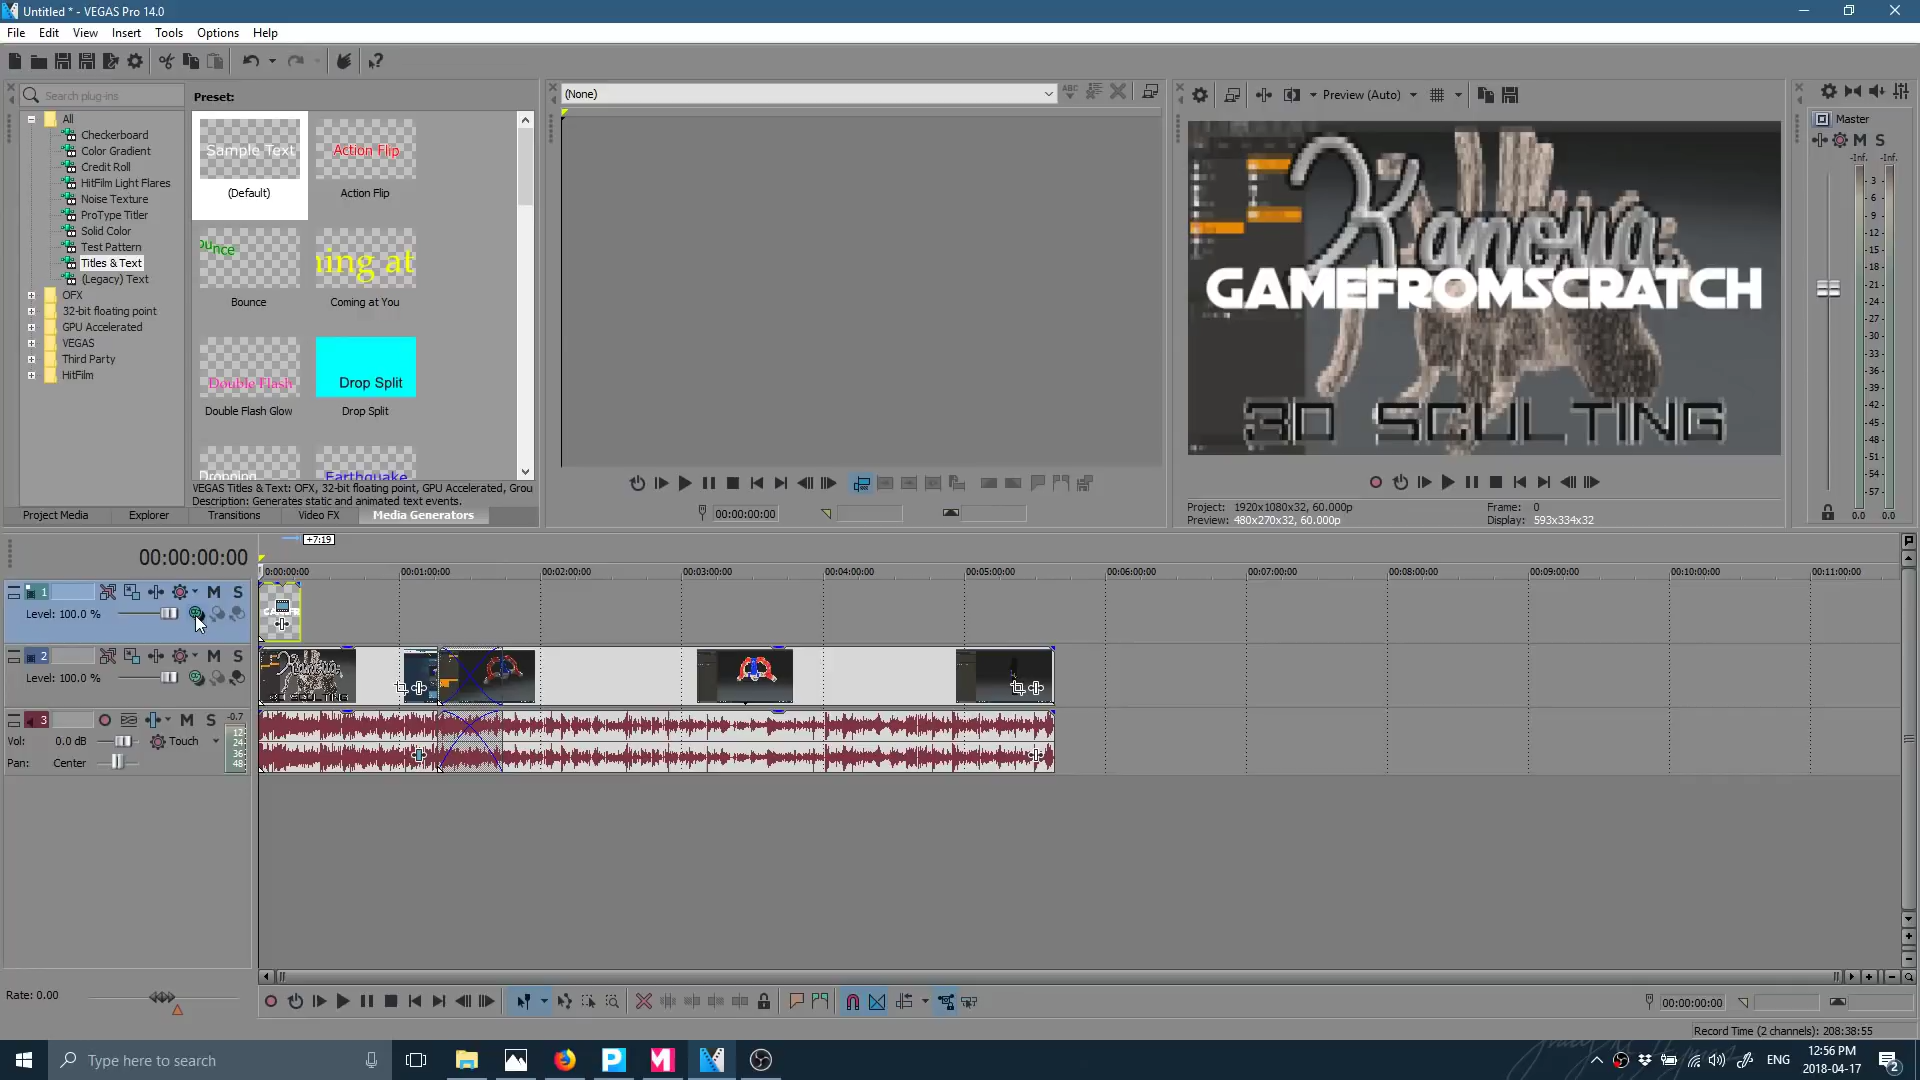 Untitled * - VEGAS Pro 14.0
File Edit View Insert Tools Options Help
Search plug-ins
Preset:
All
Checkerboard
Color Gradient
Credit Roll
HitFilm Light Flares
Noise Texture
ProType Titler
Solid Color
Test Pattern
Titles & Text
(Legacy) Text
OFX
32-bit floating point
GPU Accelerated
VEGAS
Third Party
HitFilm
Sample Text
(Default)
Action Flip
Action Flip
ounce
Bounce
ning at
Coming at You
Double Flash
Double Flash Glow
Drop Split
Drop Split
Dropping
Earthquake
VEGAS Titles & Text: OFX, 32-bit floating point, GPU Accelerated, Grou
Description: Generates static and animated text events.
Project Media Explorer Transitions Video FX Media Generators
(None)
00:00:00:00
Preview (Auto)
GAMEFROMSCRATCH
3D SCULTING
Project: 1920x1080x32, 60.000p
Preview: 480x270x32, 60.000p
Frame: 0
Display: 593x334x32
Master
M S
-Inf. -Inf.
3
6
9
12
15
18
21
24
27
30
33
36
39
42
45
48
51
54
57
0.0 0.0
00:00:00:00
+7:19
0:00:00:00 00:01:00:00 00:02:00:00 00:03:00:00 00:04:00:00 00:05:00:00 00:06:00:00 00:07:00:00 00:08:00:00 00:09:00:00 00:10:00:00 00:11:00:00
1 M S
Level: 100.0 %
2 M S
Level: 100.0 %
3 M S -0.7
12
24
36
48
Vol: 0.0 dB Touch
Pan: Center
Rate: 0.00
00:00:00:00
Record Time (2 channels): 208:38:55
Type here to search
ENG
12:56 PM
2018-04-17
2